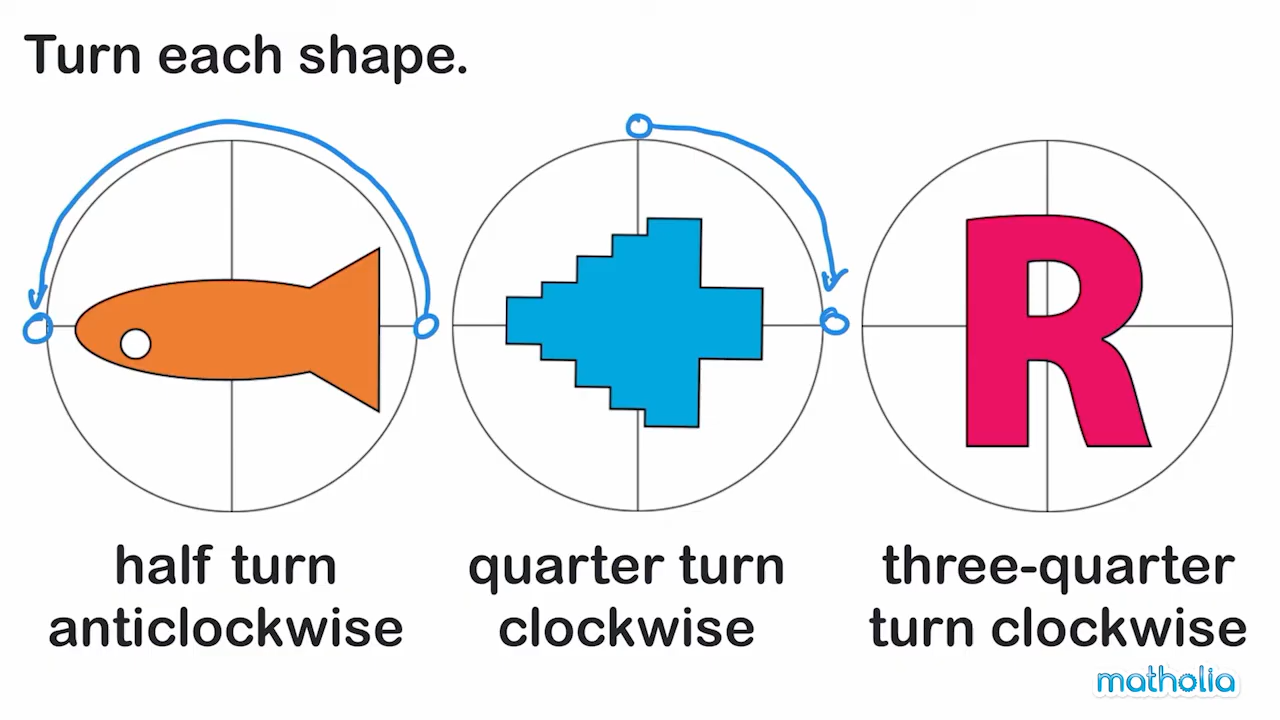 Turn each shape.
R
half turn
anticlockwise
quarter turn
clockwise
three-quarter
turn clockwise
matholia